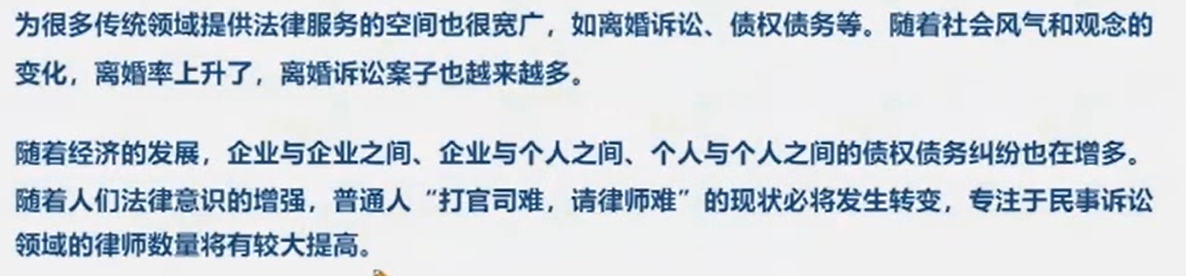 为很多传统领域提供法律服务的空间也很宽广，如离婚诉讼、债权债务等。随着社会风气和观念的
变化，离婚率上升了，离婚诉讼案子也越来越多。
随着经济的发展，企业与企业之间、企业与个人之间、个人与个人之间的债权债务纠纷也在增多。
随着人们法律意识的增强，普通人“打官司难，请律师难”的现状必将发生转变，专注于民事诉讼
领域的律师数量将有较大提高。